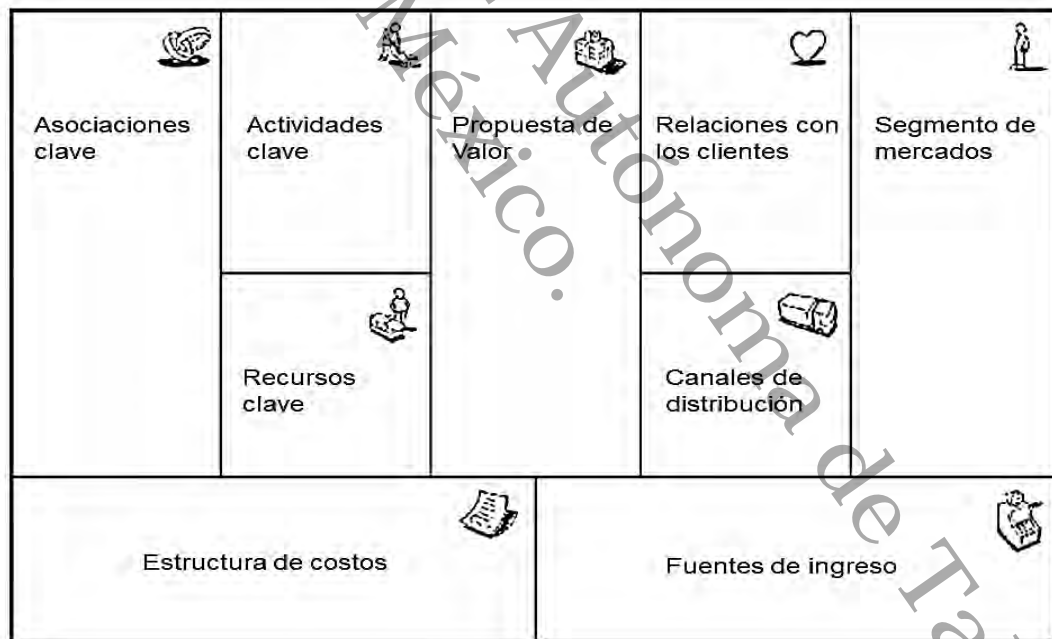 Asociaciones
clave
Actividades
clave
Recursos
clave
Propuesta de
Valor
Relaciones con
los clientes
Canales de
distribución
Segmento de
mercados
Estructura de costos
Fuentes de ingreso
Autónoma de
México.